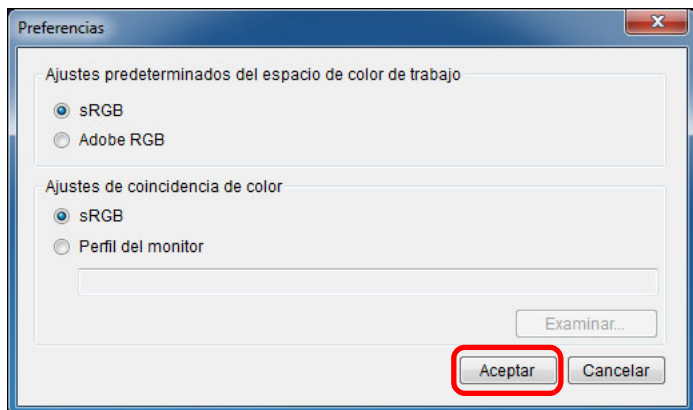 Preferencias
Ajustes predeterminados del espacio de color de trabajo
sRGB
Adobe RGB
Ajustes de coincidencia de color
sRGB
Perfil del monitor
Examinar...
Aceptar Cancelar